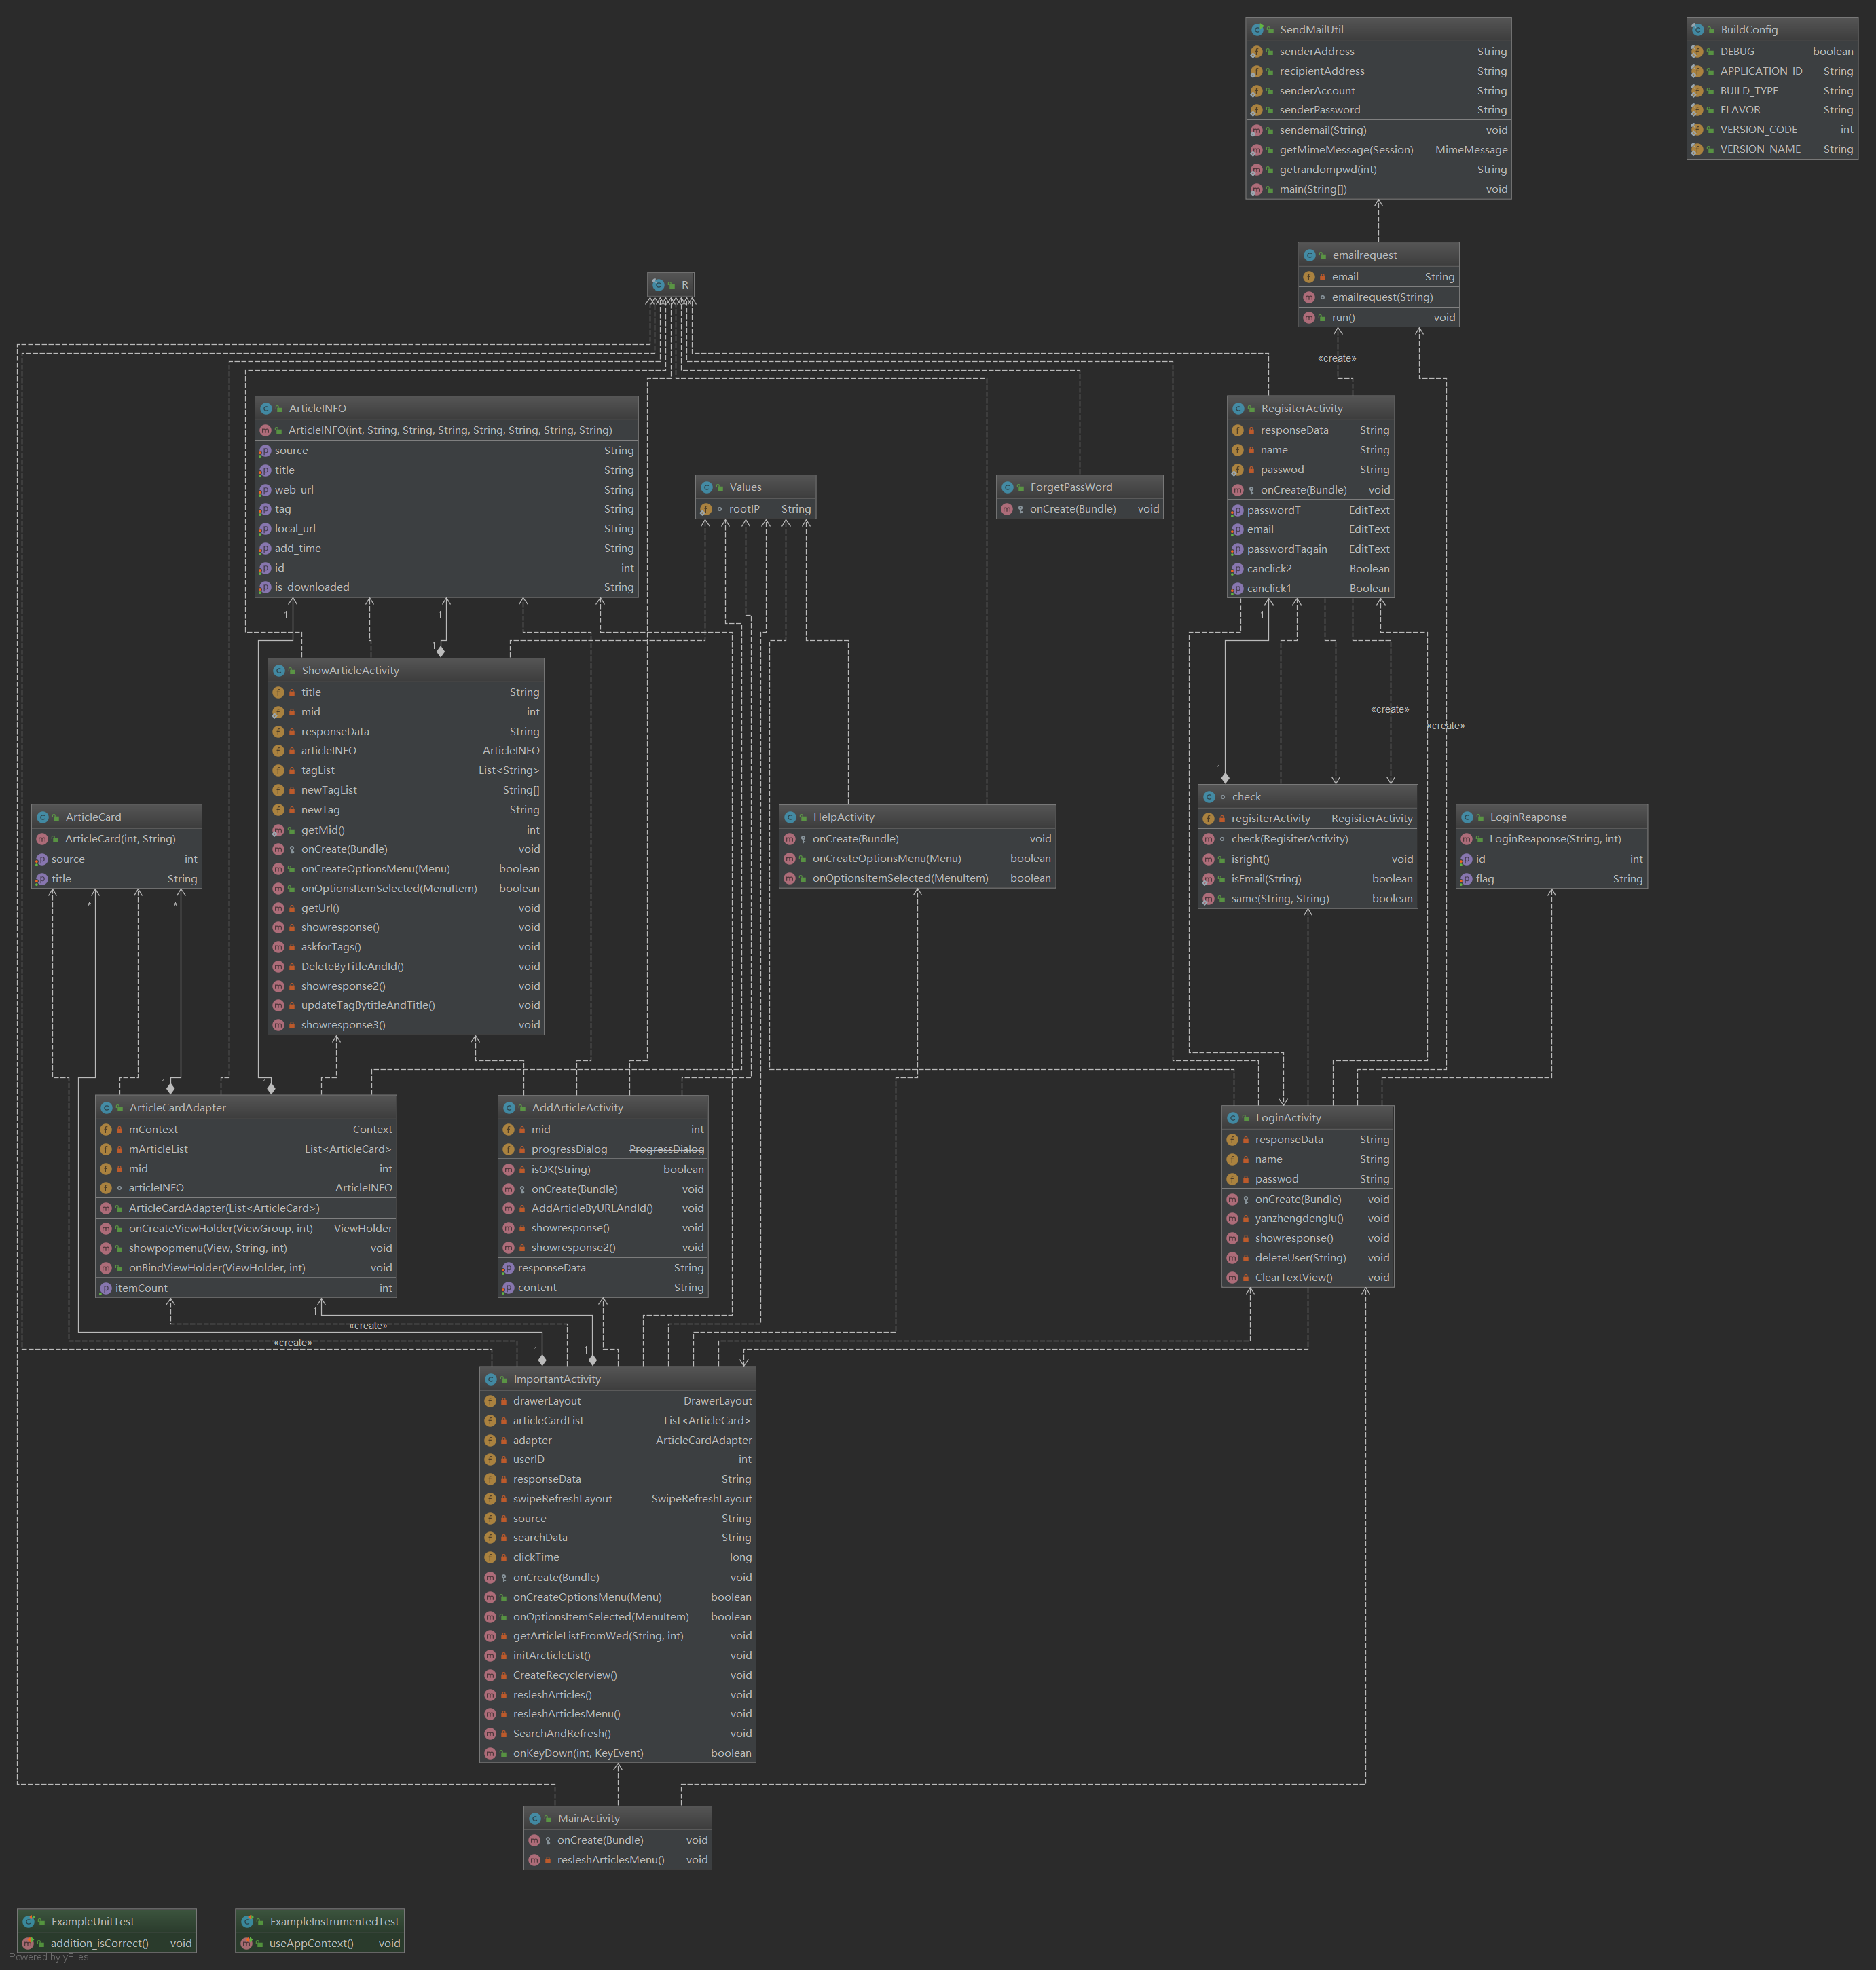 SendMailUtil
senderAddress String
recipientAddress String
senderAccount String
senderPassword String
sendemail(String) void
getMimeMessage(Session) MimeMessage
getrandompwd(int) String
main(String[]) void
BuildConfig
DEBUG boolean
APPLICATION_ID String
BUILD_TYPE String
FLAVOR String
VERSION_CODE int
VERSION_NAME String
emailrequest
email String
emailrequest(String)
run() void
R
«create»
ArticleINFO
ArticleINFO(int, String, String, String, String, String, String, String)
source String
title String
web_url String
tag String
local_url String
add_time String
id int
is_downloaded String
Values
rootIP String
ForgetPassWord
onCreate(Bundle) void
RegisiterActivity
responseData String
name String
passwod String
onCreate(Bundle) void
passwordT EditText
email EditText
passwordTagain EditText
canclick2 Boolean
canclick1 Boolean
1
1
1
1
ShowArticleActivity
title String
mid int
responseData String
articleINFO ArticleINFO
tagList List<String>
newTagList String[]
newTag String
getMid() int
onCreate(Bundle) void
onCreateOptionsMenu(Menu) boolean
onOptionsItemSelected(MenuItem) boolean
getUrl() void
showresponse() void
askforTags() void
DeleteByTitleAndId() void
showresponse2() void
updateTagBytitleAndTitle() void
showresponse3() void
«create»
«create»
1
ArticleCard
ArticleCard(int, String)
source int
title String
HelpActivity
onCreate(Bundle) void
onCreateOptionsMenu(Menu) boolean
onOptionsItemSelected(MenuItem) boolean
check
regisiterActivity RegisiterActivity
check(RegisiterActivity)
isright() void
isEmail(String) boolean
same(String, String) boolean
LoginReaponse
LoginReaponse(String, int)
id int
flag String
*
*
1
1
ArticleCardAdapter
mContext Context
mArticleList List<ArticleCard>
mid int
articleINFO ArticleINFO
ArticleCardAdapter(List<ArticleCard>)
onCreateViewHolder(ViewGroup, int) ViewHolder
showpopmenu(View, String, int) void
onBindViewHolder(ViewHolder, int) void
itemCount int
AddArticleActivity
mid int
progressDialog ProgressDialog
isOK(String) boolean
onCreate(Bundle) void
AddArticleByURLAndId() void
showresponse() void
showresponse2() void
responseData String
content String
LoginActivity
responseData String
name String
passwod String
onCreate(Bundle) void
yanzhengdenglu() void
showresponse() void
deleteUser(String) void
ClearTextView() void
1
«create»
«create»
1
1
ImportantActivity
drawerLayout DrawerLayout
articleCardList List<ArticleCard>
adapter ArticleCardAdapter
userID int
responseData String
swipeRefreshLayout SwipeRefreshLayout
source String
searchData String
clickTime long
onCreate(Bundle) void
onCreateOptionsMenu(Menu) boolean
onOptionsItemSelected(MenuItem) boolean
getArticleListFromWed(String, int) void
initArcticleList() void
CreateRecyclerview() void
resleshArticles() void
resleshArticlesMenu() void
SearchAndRefresh() void
onKeyDown(int, KeyEvent) boolean
MainActivity
onCreate(Bundle) void
resleshArticlesMenu() void
ExampleUnitTest
addition_isCorrect() void
ExampleInstrumentedTest
useAppContext() void
Powered by yFiles